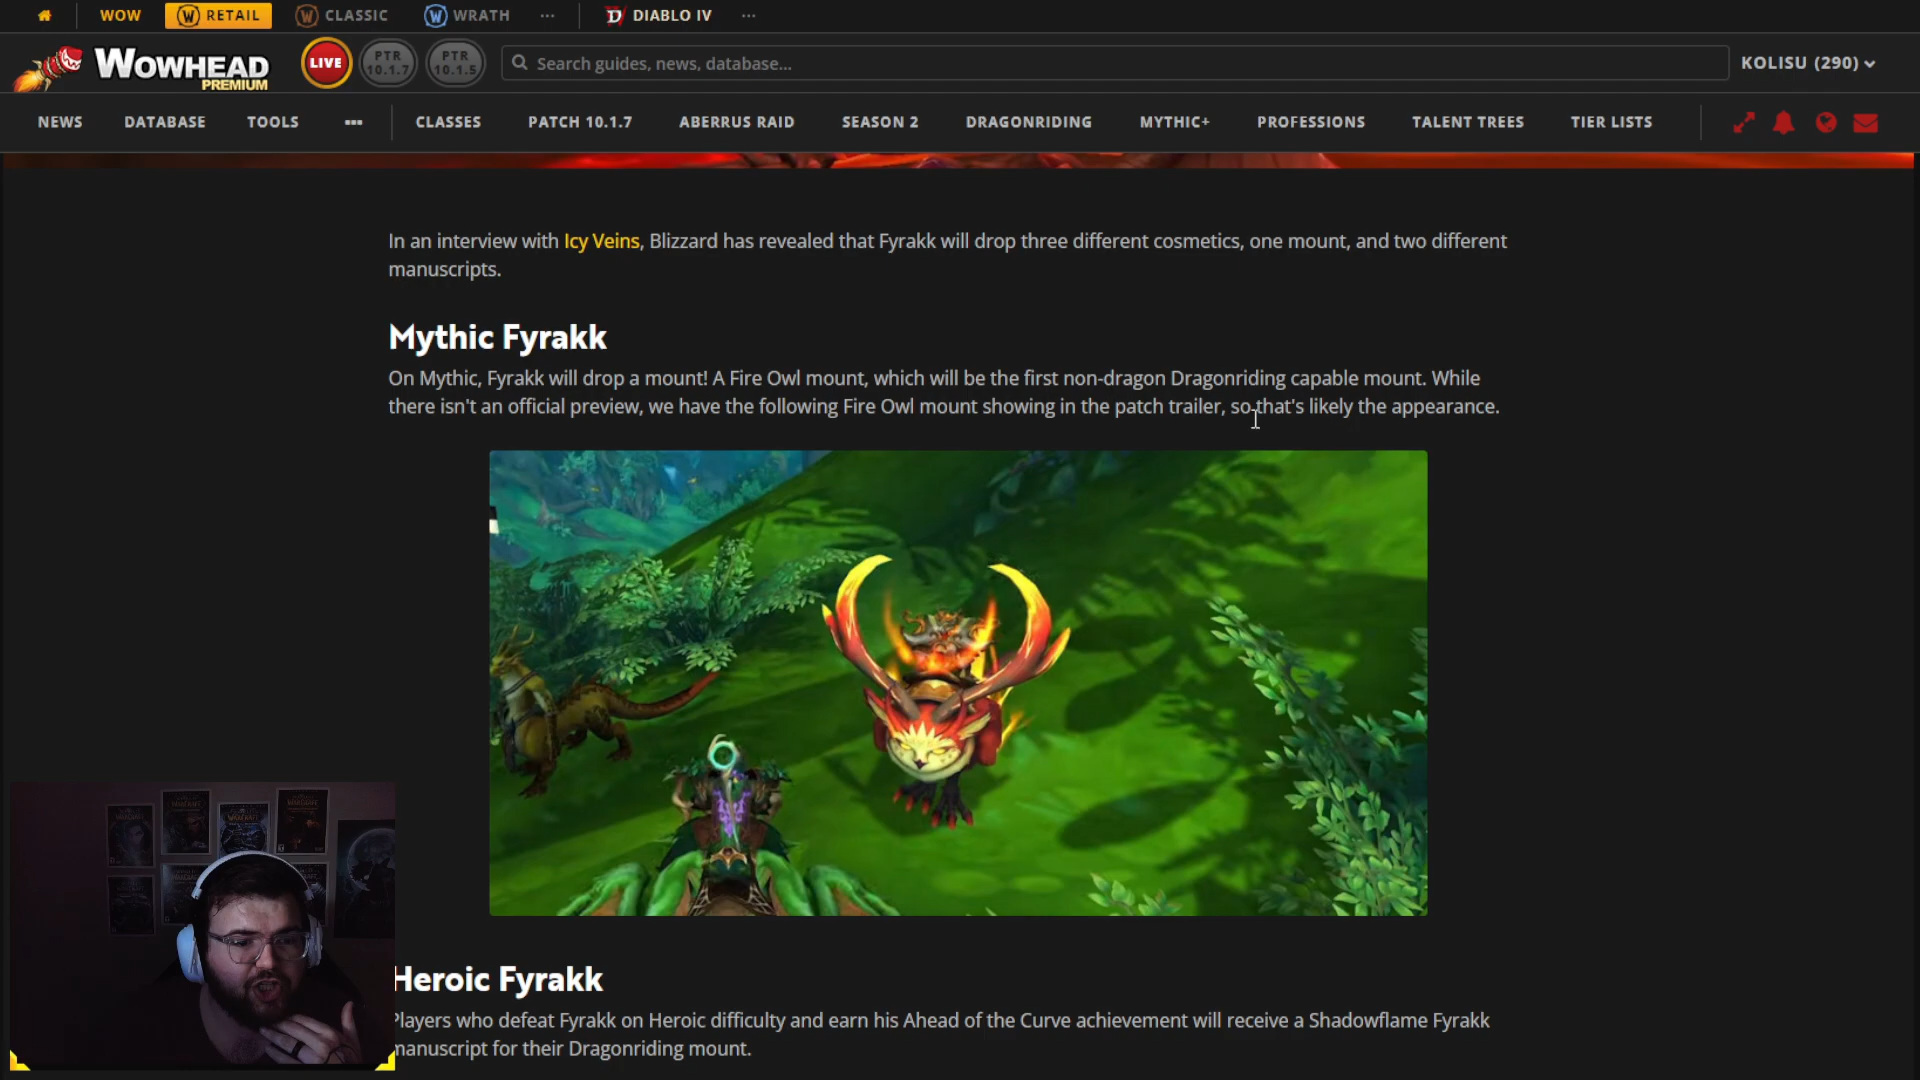 WOW
RETAIL
CLASSIC
WRATH
DIABLO IV
WOWHEAD
PREMIUM
LIVE
PTR
10.1.7
PTR
10.1.5
Search guides, news, database...
KOLISU (290)
NEWS
DATABASE
TOOLS
CLASSES
PATCH 10.1.7
ABERRUS RAID
SEASON 2
DRAGONRIDING
MYTHIC+
PROFESSIONS
TALENT TREES
TIER LISTS
In an interview with Icy Veins, Blizzard has revealed that Fyrakk will drop three different cosmetics, one mount, and two different
manuscripts.
Mythic Fyrakk
On Mythic, Fyrakk will drop a mount! A Fire Owl mount, which will be the first non-dragon Dragonriding capable mount. While
there isn't an official preview, we have the following Fire Owl mount showing in the patch trailer, so that's likely the appearance.
Heroic Fyrakk
Players who defeat Fyrakk on Heroic difficulty and earn his Ahead of the Curve achievement will receive a Shadowflame Fyrakk
manuscript for their Dragonriding mount.